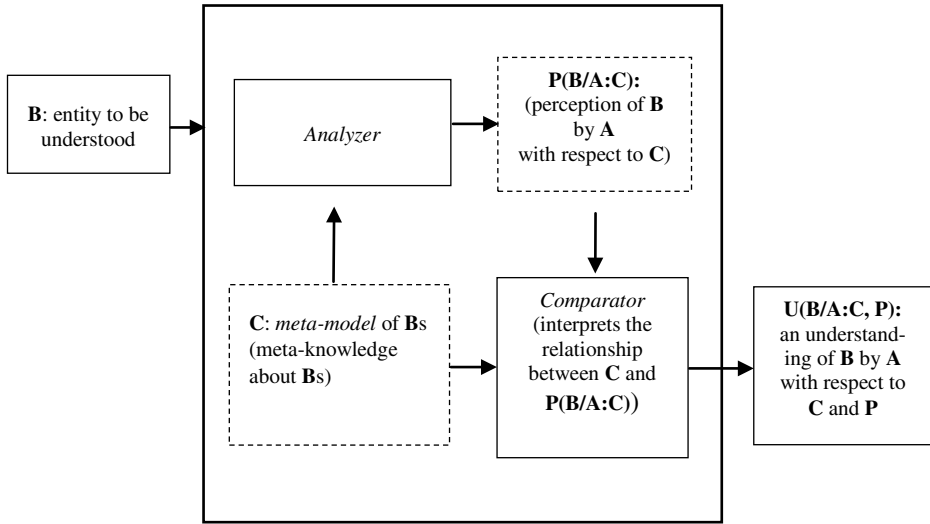 B: entity to be
understood
Analyzer
P(B/A:C):
(perception of B
by A
with respect to C)
C: meta-model of Bs
(meta-knowledge
about Bs)
Comparator
(interprets the
relationship
between C and
P(B/A:C))
U(B/A:C, P):
an understand-
ing of B by A
with respect to
C and P